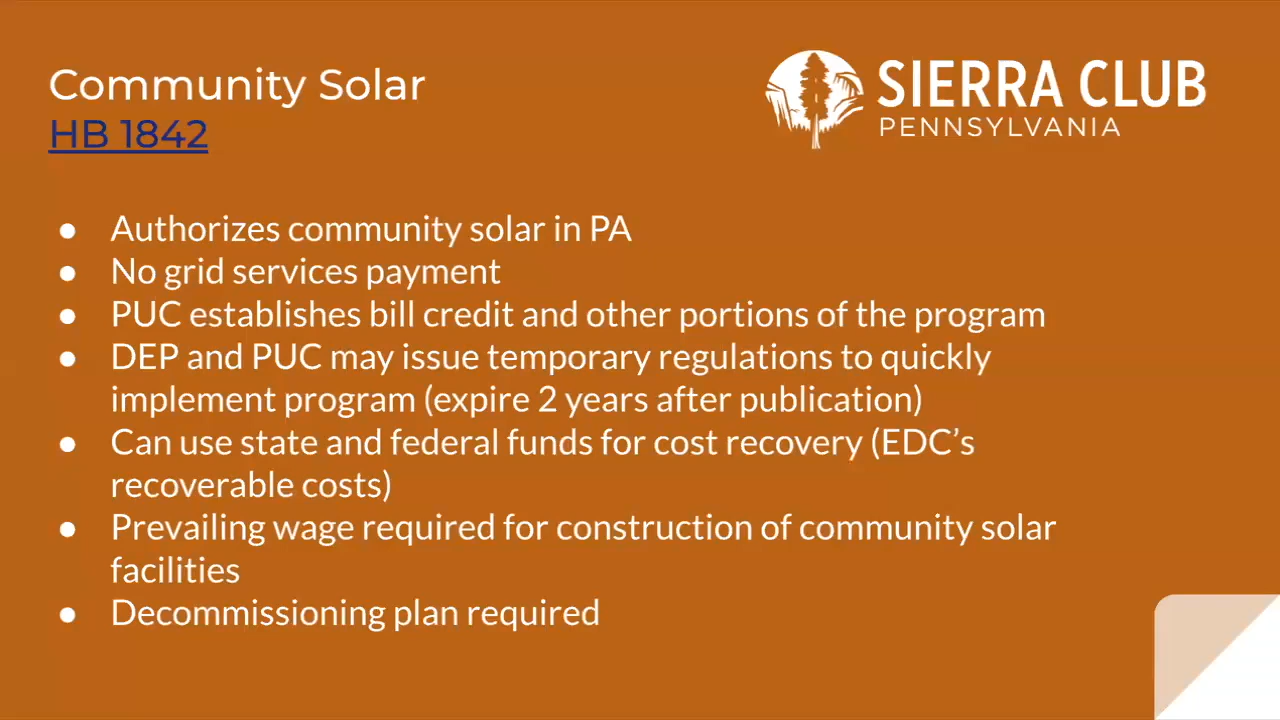 Community Solar
HB 1842
SIERRA CLUB
PENNSYLVANIA
● Authorizes community solar in PA
● No grid services payment
● PUC establishes bill credit and other portions of the program
● DEP and PUC may issue temporary regulations to quickly
implement program (expire 2 years after publication)
● Can use state and federal funds for cost recovery (EDC’s
recoverable costs)
● Prevailing wage required for construction of community solar
facilities
● Decommissioning plan required